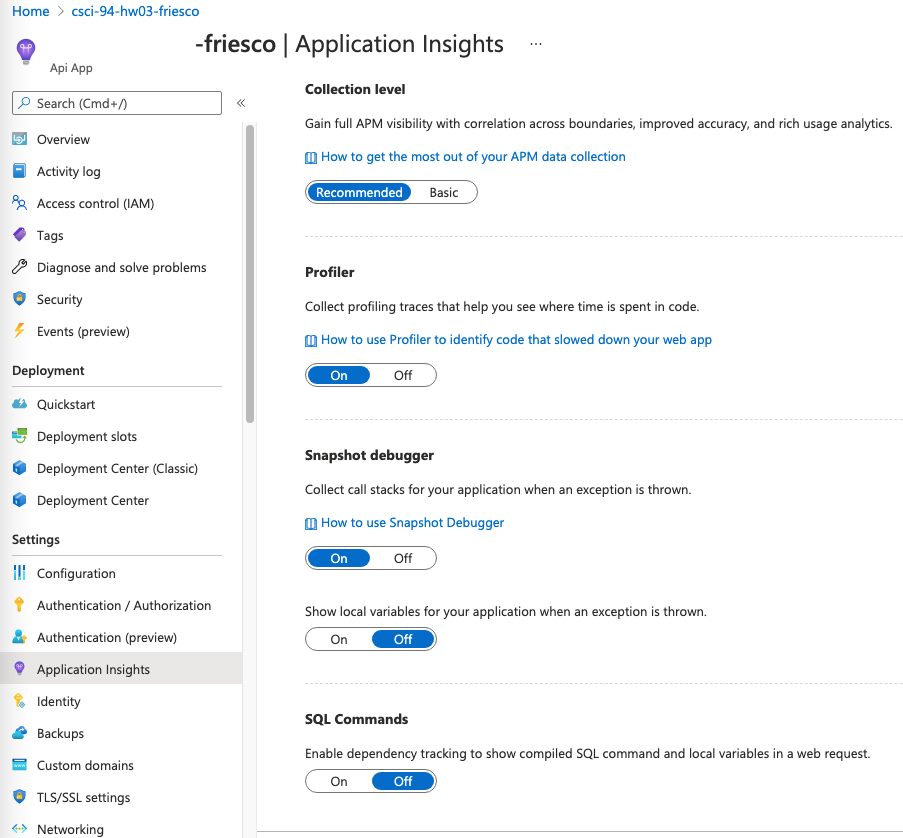 Home > csci-94-hw03-friesco
-friesco | Application Insights ...
Api App
Search (Cmd+/)
«
Overview
Activity log
Access control (IAM)
Tags
Diagnose and solve problems
Security
Events (preview)
Deployment
Quickstart
Deployment slots
Deployment Center (Classic)
Deployment Center
Settings
Configuration
Authentication / Authorization
Authentication (preview)
Application Insights
Identity
Backups
Custom domains
TLS/SSL settings
Networking
Collection level
Gain full APM visibility with correlation across boundaries, improved accuracy, and rich usage analytics.
How to get the most out of your APM data collection
Recommended Basic
Profiler
Collect profiling traces that help you see where time is spent in code.
How to use Profiler to identify code that slowed down your web app
On Off
Snapshot debugger
Collect call stacks for your application when an exception is thrown.
How to use Snapshot Debugger
On Off
Show local variables for your application when an exception is thrown.
On Off
SQL Commands
Enable dependency tracking to show compiled SQL command and local variables in a web request.
On Off